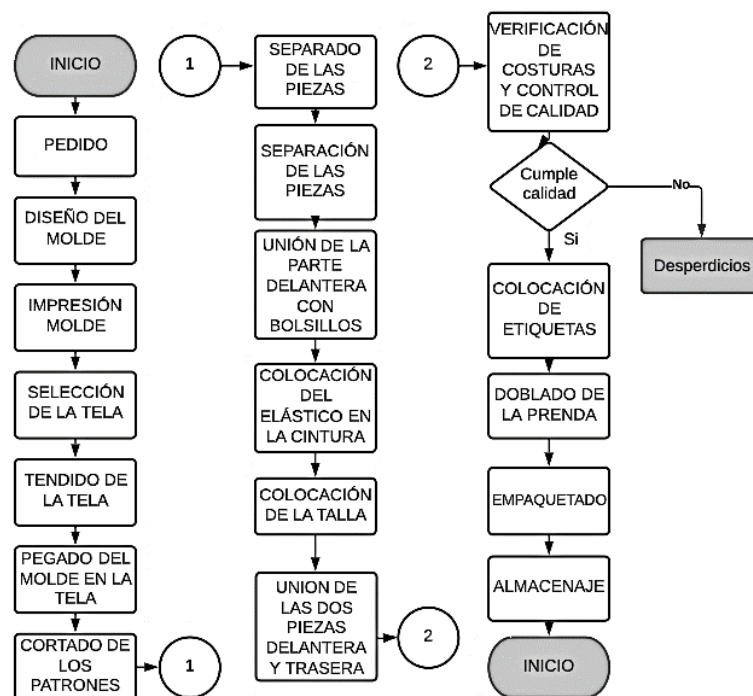 INICIO
PEDIDO
DISEÑO DEL
MOLDE
IMPRESIÓN
MOLDE
SELECCIÓN
DE LA TELA
TENDIDO DE
LA TELA
PEGADO DEL
MOLDE EN LA
TELA
CORTADO DE
LOS
PATRONES
1
1
SEPARADO
DE LAS
PIEZAS
SEPARACIÓN
DE LAS
PIEZAS
UNIÓN DE LA
PARTE
DELANTERA
CON
BOLSILLOS
COLOCACIÓN
DEL
ELÁSTICO EN
LA CINTURA
COLOCACIÓN
DE LA TALLA
UNION DE
LAS DOS
PIEZAS
DELANTERA
Y TRASERA
2
2
VERIFICACIÓN
DE
COSTURAS
Y CONTROL
DE CALIDAD
Cumple
calidad
No
Desperdicios
Si
COLOCACIÓN
DE
ETIQUETAS
DOBLADO DE
LA PRENDA
EMPAQUETADO
ALMACENAJE
INICIO